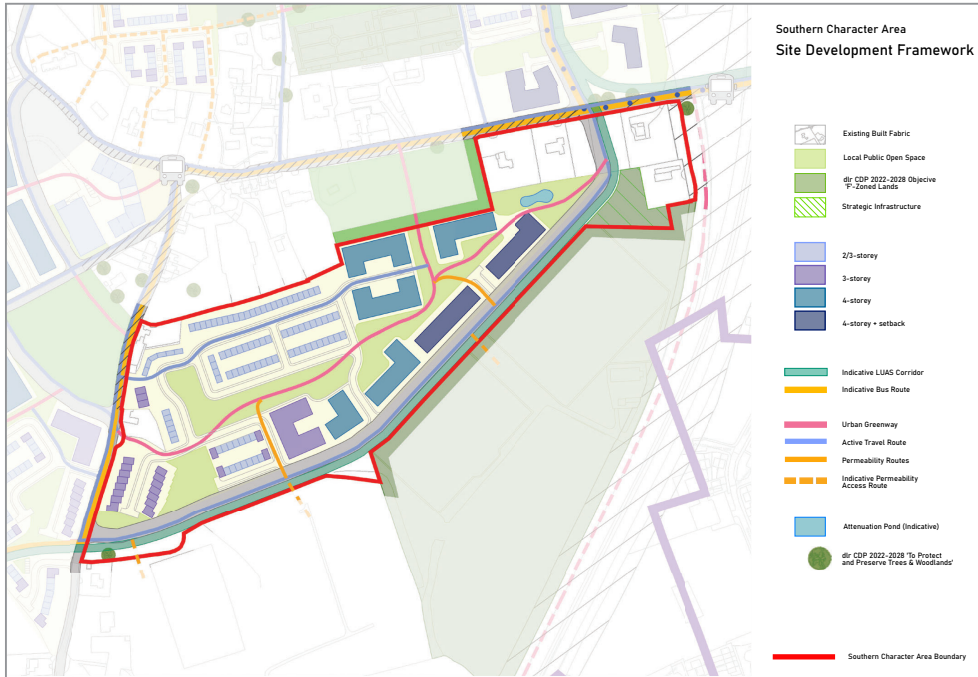 Southern Character Area
Site Development Framework
Existing Built Fabric
Local Public Open Space
dlr CDP 2022-2028 Objecive
'F'-Zoned Lands
Strategic Infrastructure
2/3-storey
3-storey
4-storey
4-storey + setback
Indicative LUAS Corridor
Indicative Bus Route
Urban Greenway
Active Travel Route
Permeability Routes
Indicative Permeability
Access Route
Attenuation Pond (Indicative)
dlr CDP 2022-2028 'To Protect
and Preserve Trees & Woodlands'
Southern Character Area Boundary